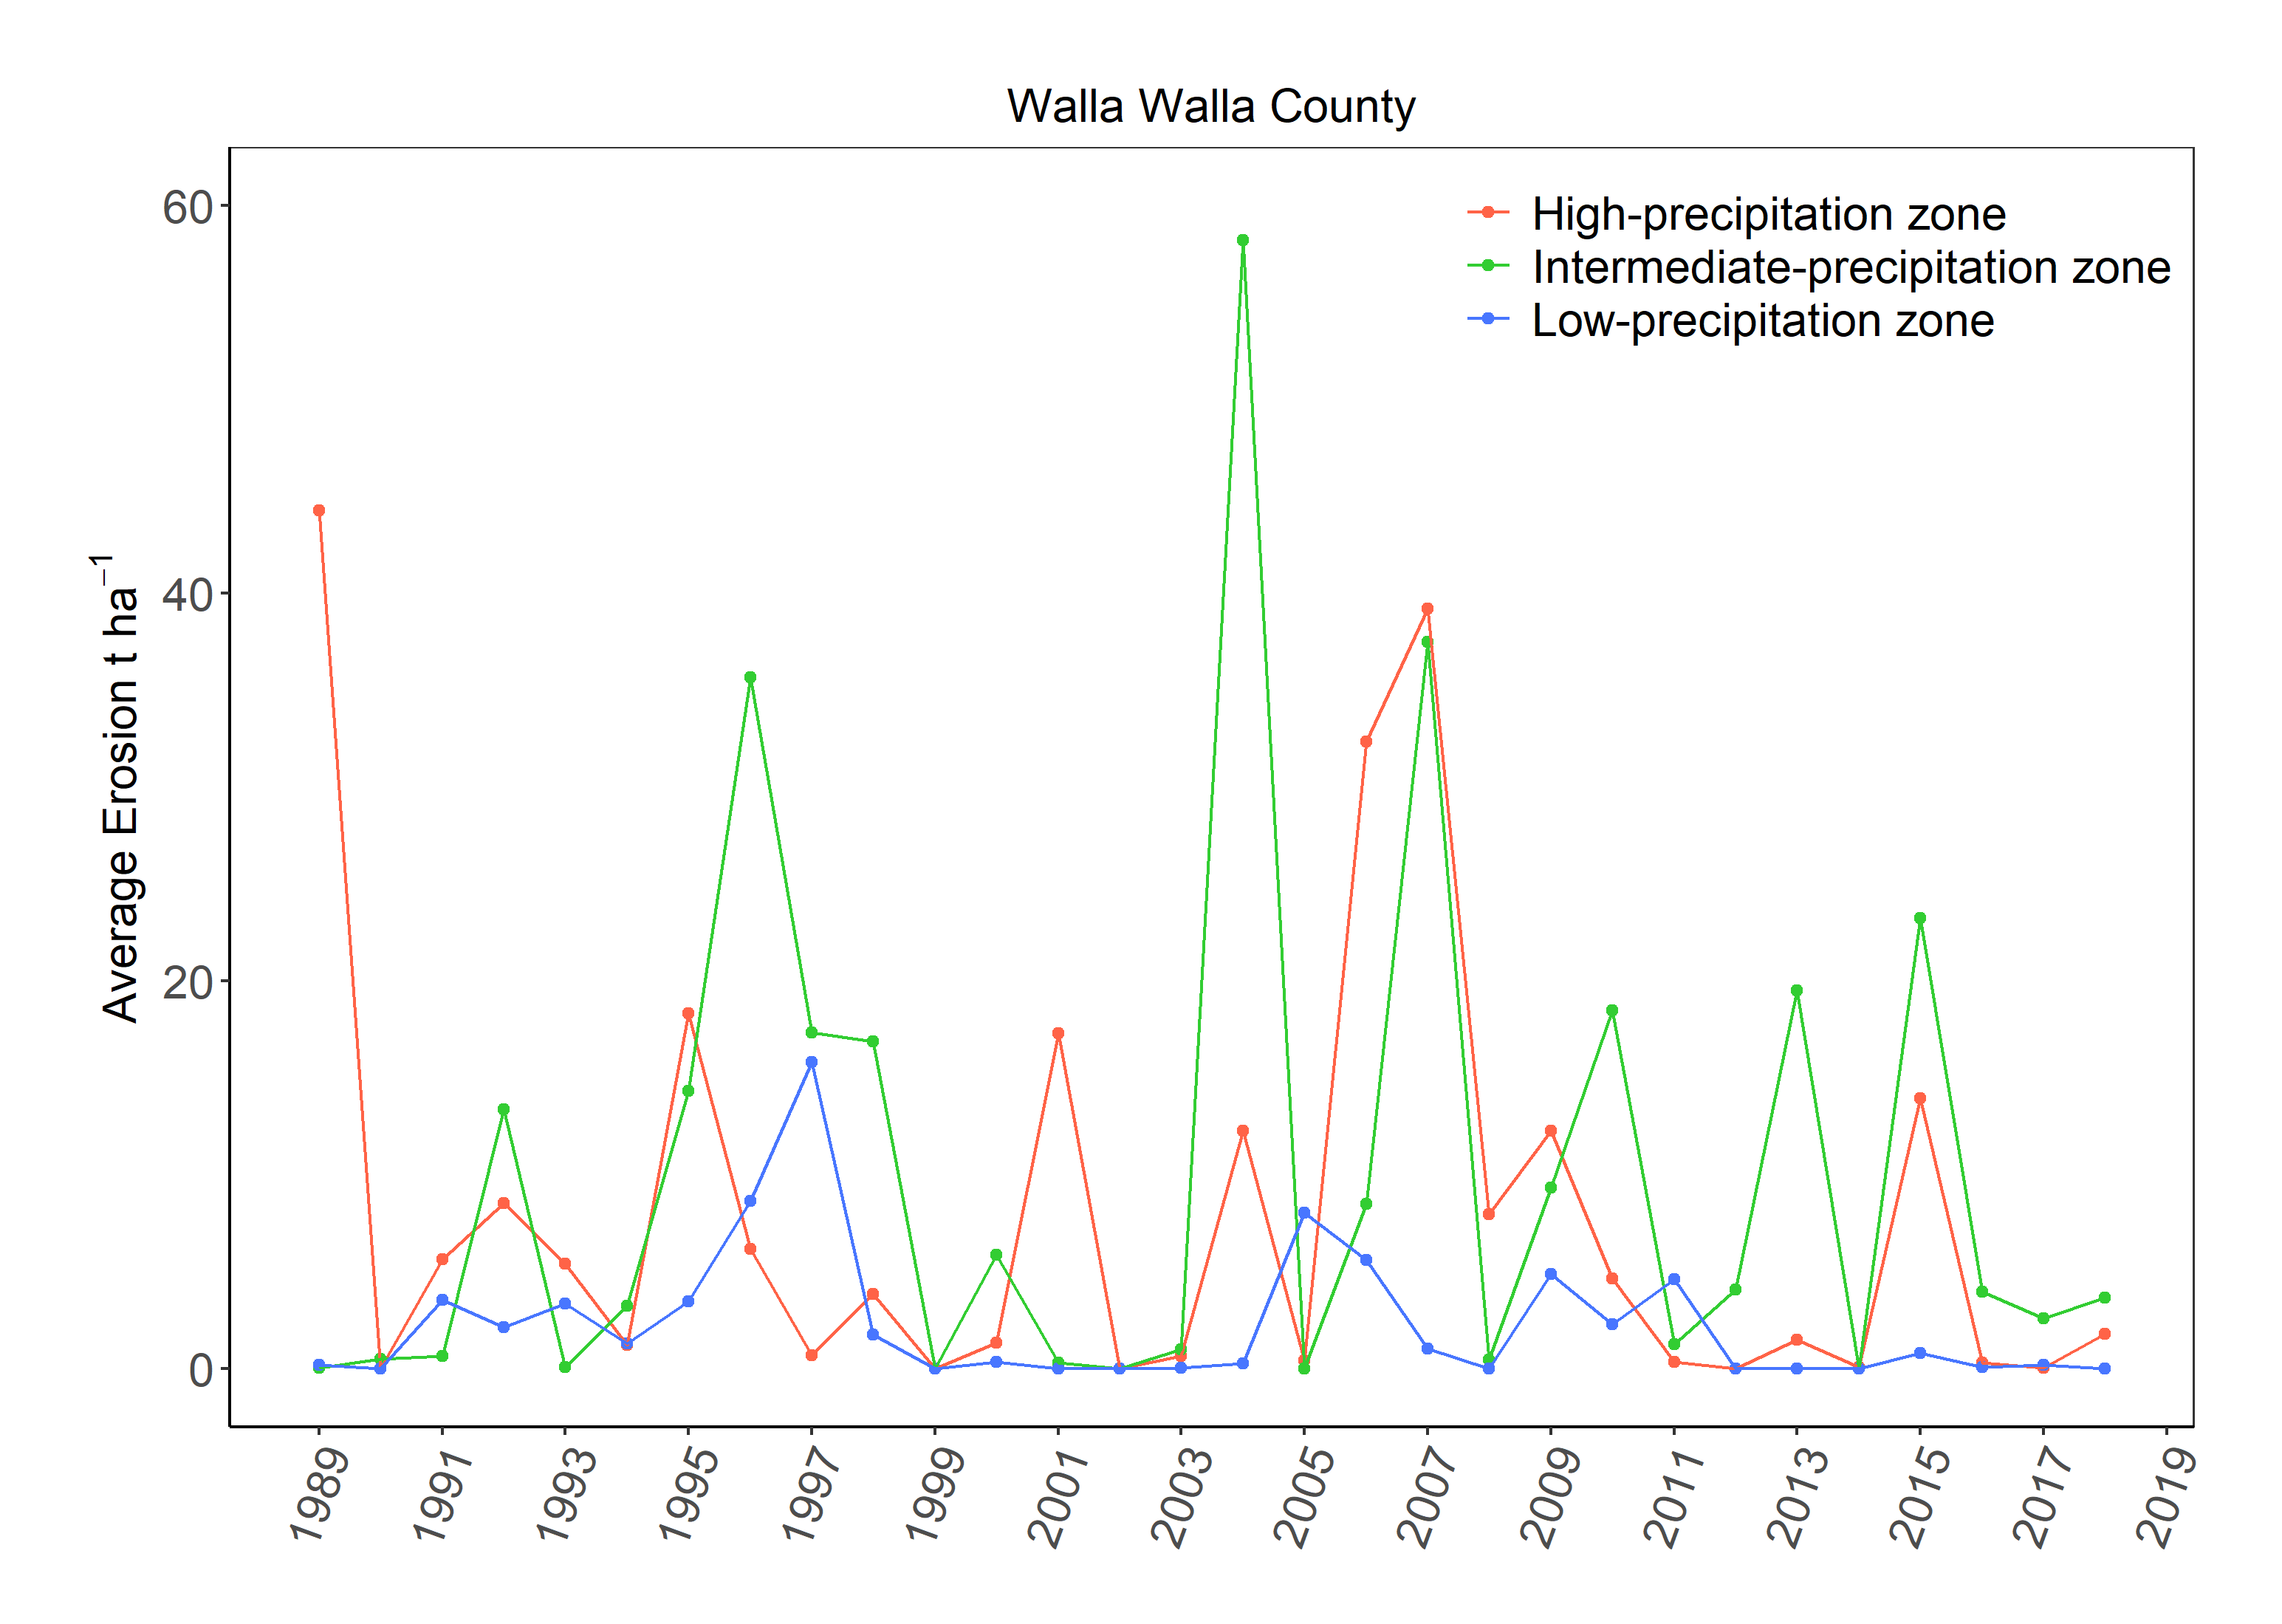 Walla Walla County
High-precipitation zone
Intermediate-precipitation zone
Low-precipitation zone
Average Erosion t ha⁻¹
60
40
20
0
1989 1991 1993 1995 1997 1999 2001 2003 2005 2007 2009 2011 2013 2015 2017 2019